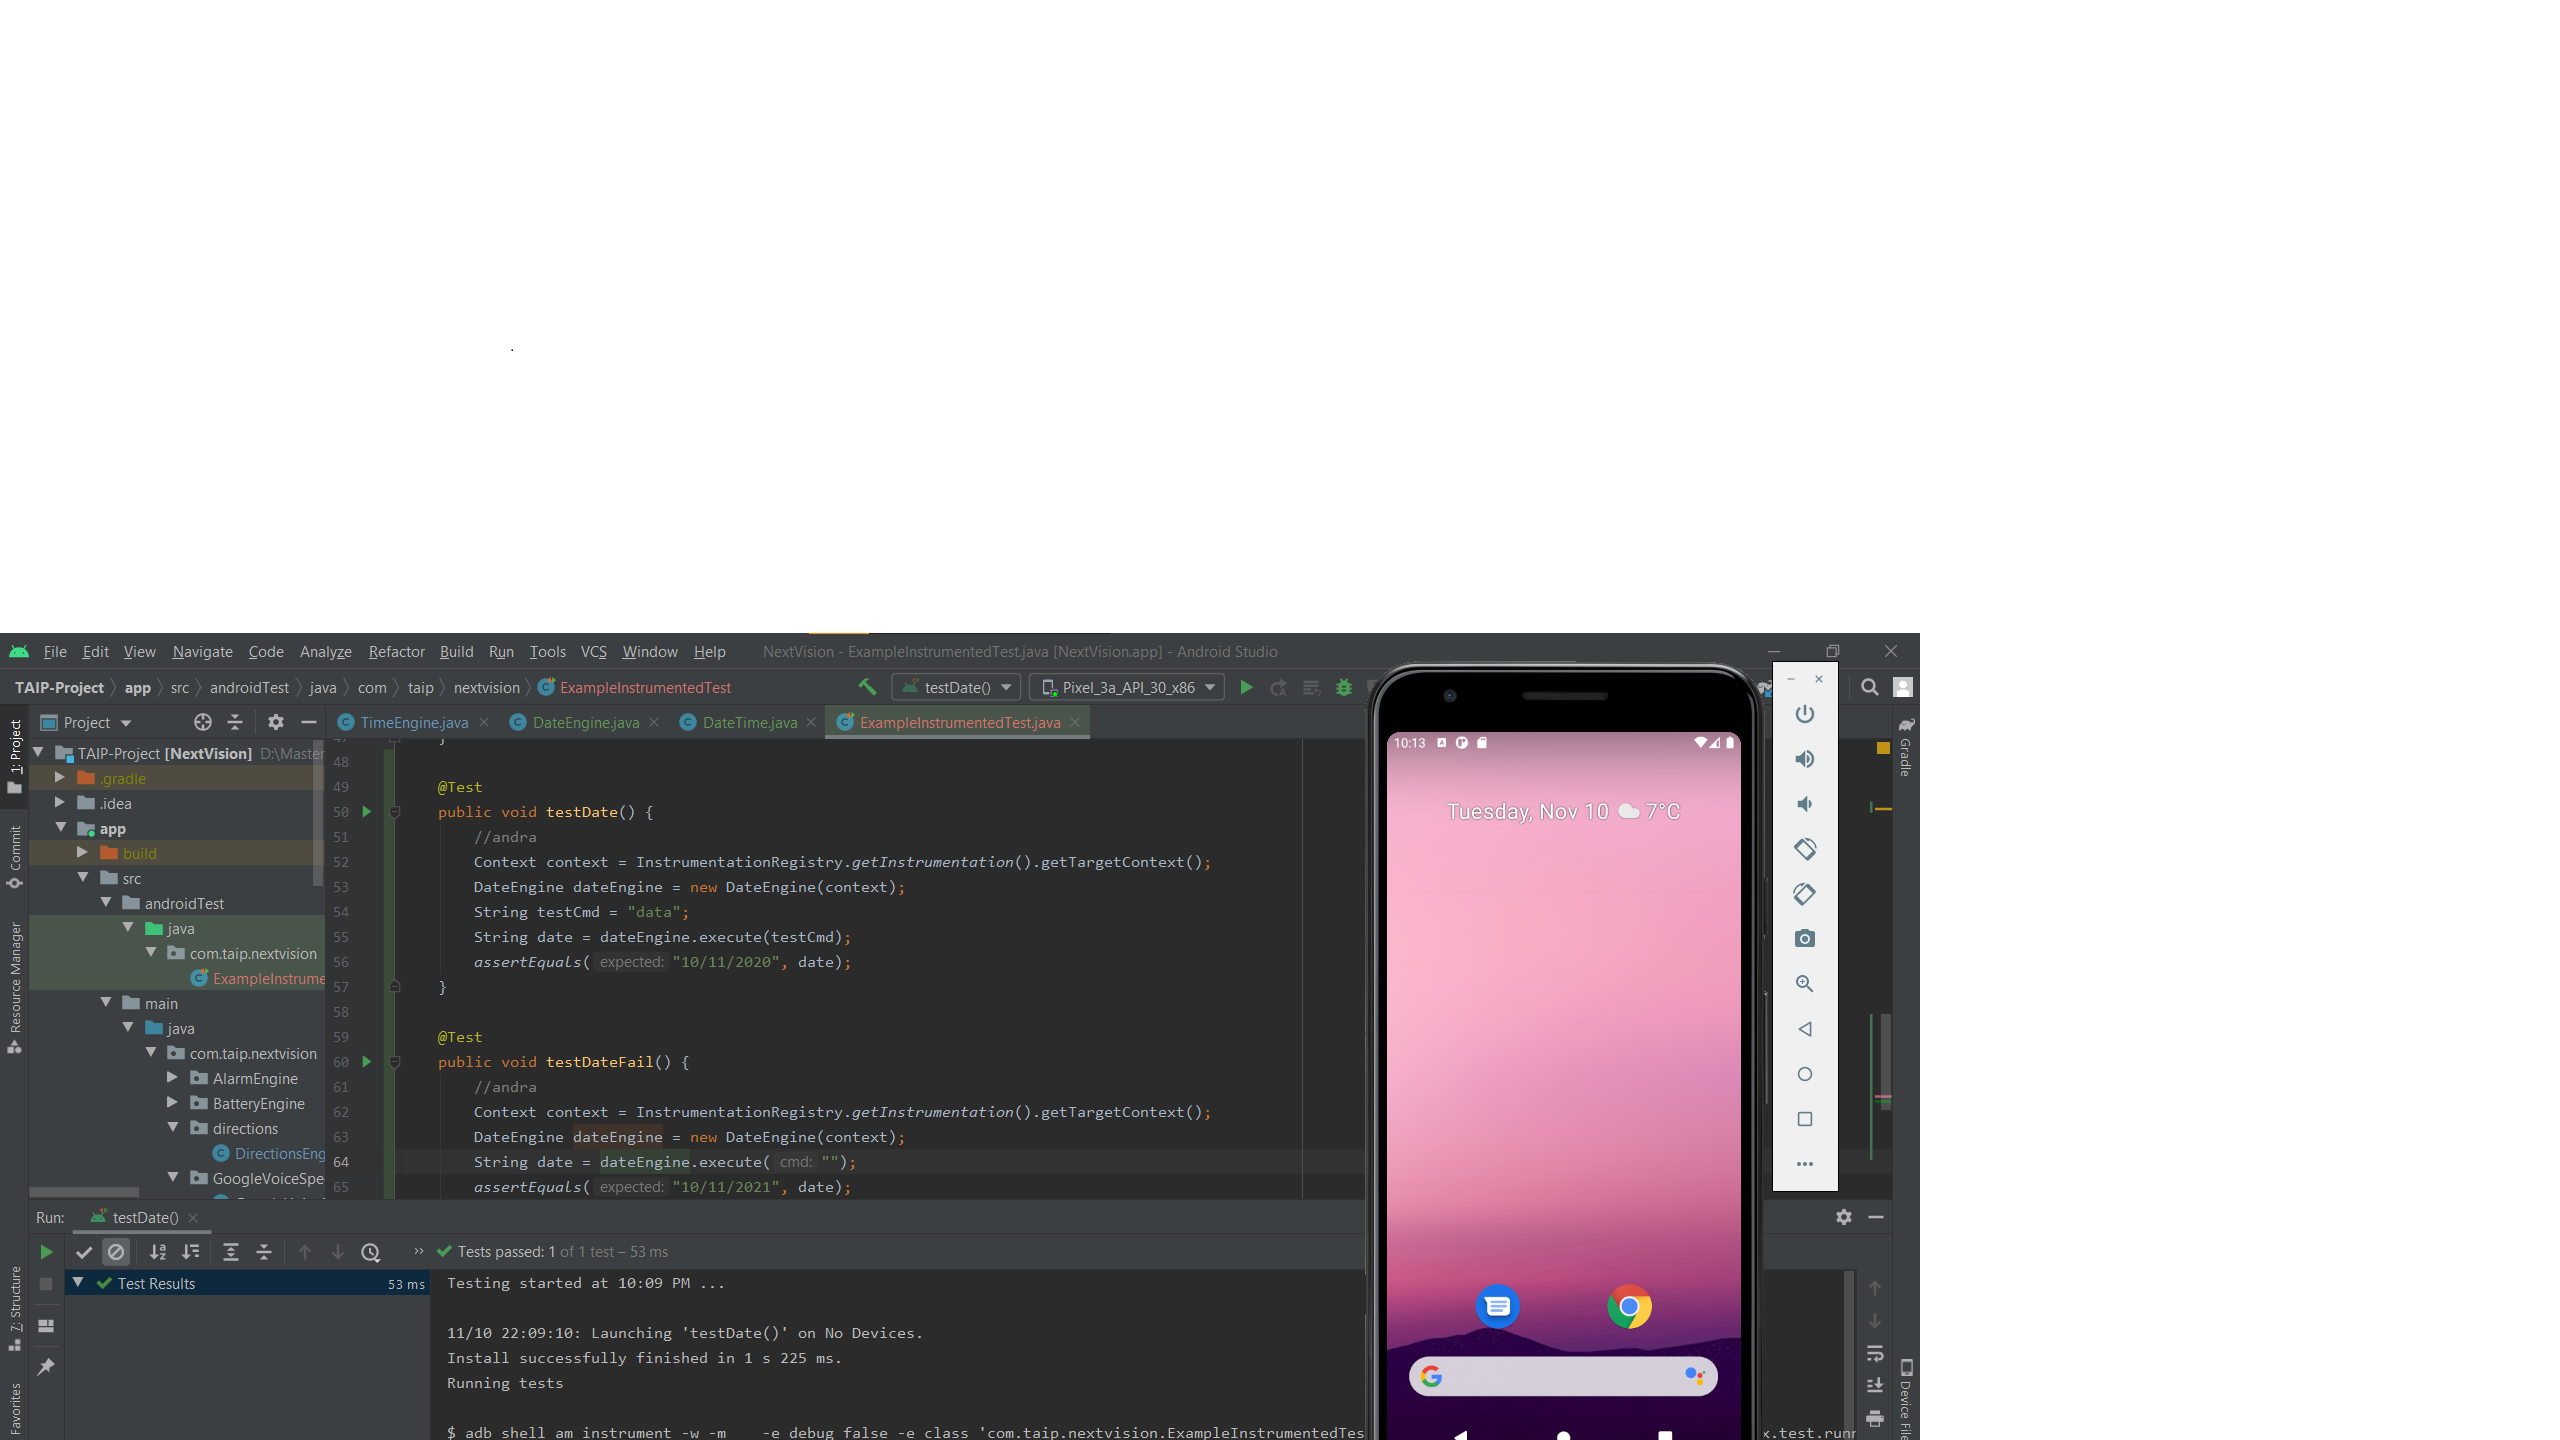 .
File Edit View Navigate Code Analyze Refactor Build Run Tools VCS Window Help NextVision - ExampleInstrumentedTest.java [NextVision.app] - Android Studio
TAIP-Project app src androidTest java com taip nextvision ExampleInstrumentedTest testDate() Pixel_3a_API_30_x86
1: Project
Commit
Resource Manager
7: Structure
Favorites
Project
TAIP-Project [NextVision] D:\Master
.gradle
.idea
app
build
src
androidTest
java
com.taip.nextvision
ExampleInstrume
main
java
com.taip.nextvision
AlarmEngine
BatteryEngine
directions
DirectionsEng
GoogleVoiceSpe
TimeEngine.java DateEngine.java DateTime.java ExampleInstrumentedTest.java
47 }
48
49 @Test
50 public void testDate() {
51 //andra
52 Context context = InstrumentationRegistry.getInstrumentation().getTargetContext();
53 DateEngine dateEngine = new DateEngine(context);
54 String testCmd = "data";
55 String date = dateEngine.execute(testCmd);
56 assertEquals( expected: "10/11/2020", date);
57 }
58
59 @Test
60 public void testDateFail() {
61 //andra
62 Context context = InstrumentationRegistry.getInstrumentation().getTargetContext();
63 DateEngine dateEngine = new DateEngine(context);
64 String date = dateEngine.execute( cmd: "");
65 assertEquals( expected: "10/11/2021", date);
10:13
Tuesday, Nov 10 7°C
Gradle
Device File
Run: testDate()
» Tests passed: 1 of 1 test – 53 ms
Test Results 53 ms
Testing started at 10:09 PM ...
11/10 22:09:10: Launching 'testDate()' on No Devices.
Install successfully finished in 1 s 225 ms.
Running tests
$ adb shell am instrument -w -m -e debug false -e class 'com.taip.nextvision.ExampleInstrumentedTes x.test.runr